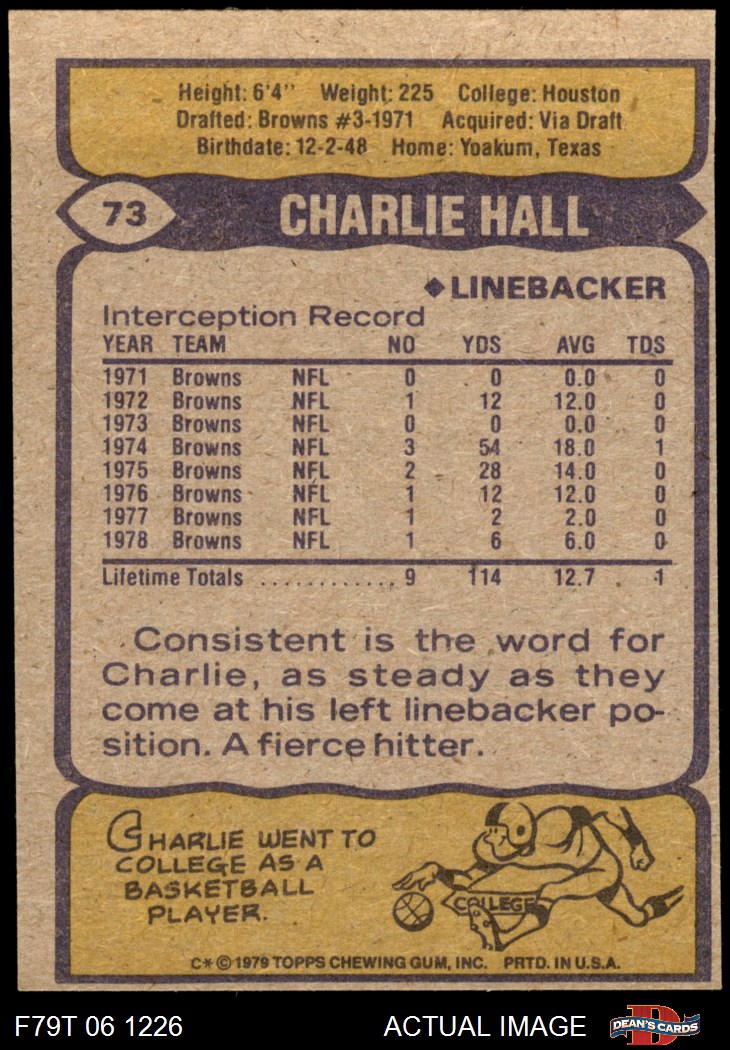 Height: 6'4" Weight: 225 College: Houston
Drafted: Browns #3-1971 Acquired: Via Draft
Birthdate: 12-2-48 Home: Yoakum, Texas
73 CHARLIE HALL
◆LINEBACKER
Interception Record
YEAR TEAM NO YDS AVG TDS
1971 Browns NFL 0 0 0.0 0
1972 Browns NFL 1 12 12.0 0
1973 Browns NFL 0 0 0.0 0
1974 Browns NFL 3 54 18.0 1
1975 Browns NFL 2 28 14.0 0
1976 Browns NFL 1 12 12.0 0
1977 Browns NFL 1 2 2.0 0
1978 Browns NFL 1 6 6.0 0
Lifetime Totals ............ 9 114 12.7 1
Consistent is the word for
Charlie, as steady as they
come at his left linebacker po-
sition. A fierce hitter.
CHARLIE WENT TO
COLLEGE AS A
BASKETBALL
PLAYER.
COLLEGE
C*©1979 TOPPS CHEWING GUM, INC. PRTD. IN U.S.A.
F79T 06 1226 ACTUAL IMAGE D DEAN'S CARDS